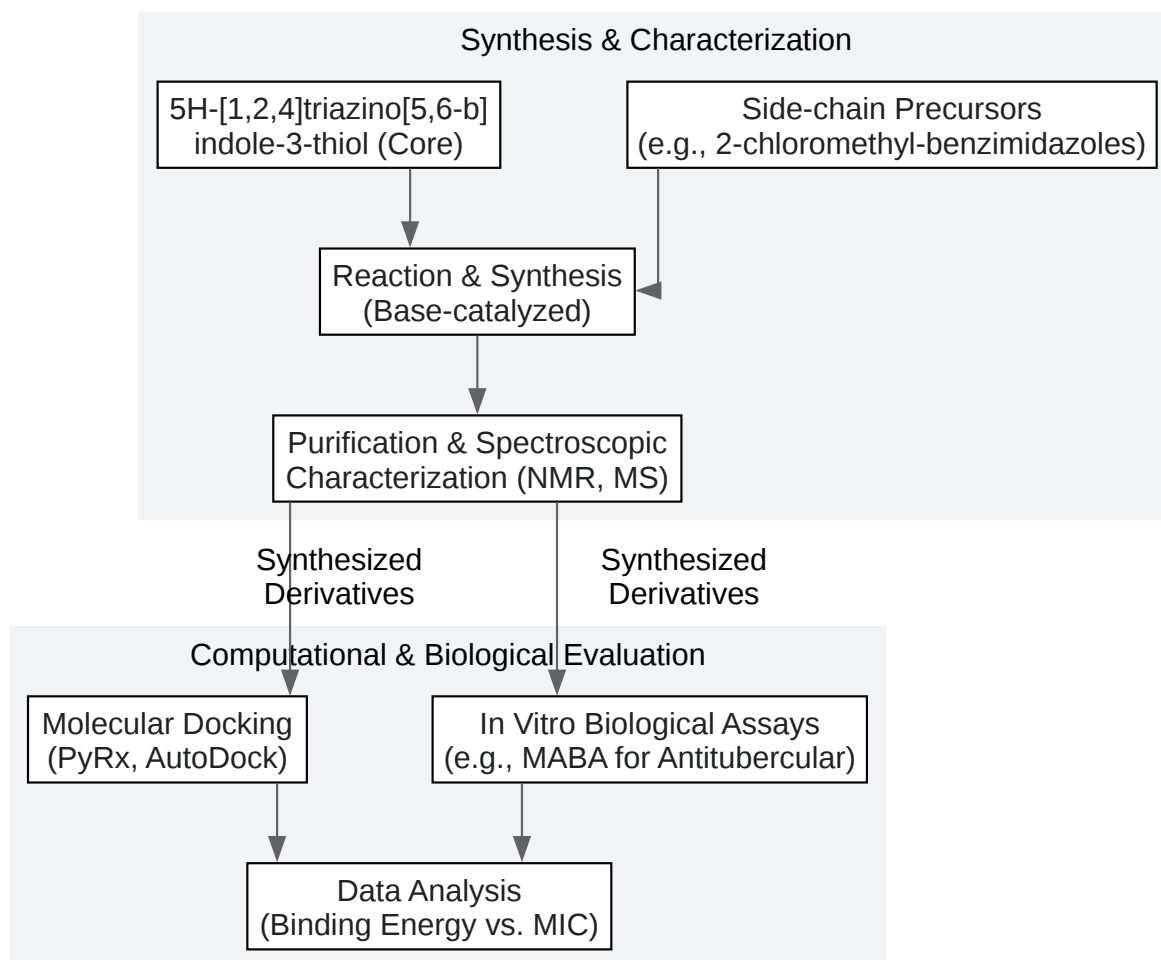 Synthesis & Characterization
5H-[1,2,4]triazino[5,6-b]
indole-3-thiol (Core)
Side-chain Precursors
(e.g., 2-chloromethyl-benzimidazoles)
Reaction & Synthesis
(Base-catalyzed)
Purification & Spectroscopic
Characterization (NMR, MS)
Synthesized
Derivatives
Synthesized
Derivatives
Computational & Biological Evaluation
Molecular Docking
(PyRx, AutoDock)
In Vitro Biological Assays
(e.g., MABA for Antitubercular)
Data Analysis
(Binding Energy vs. MIC)